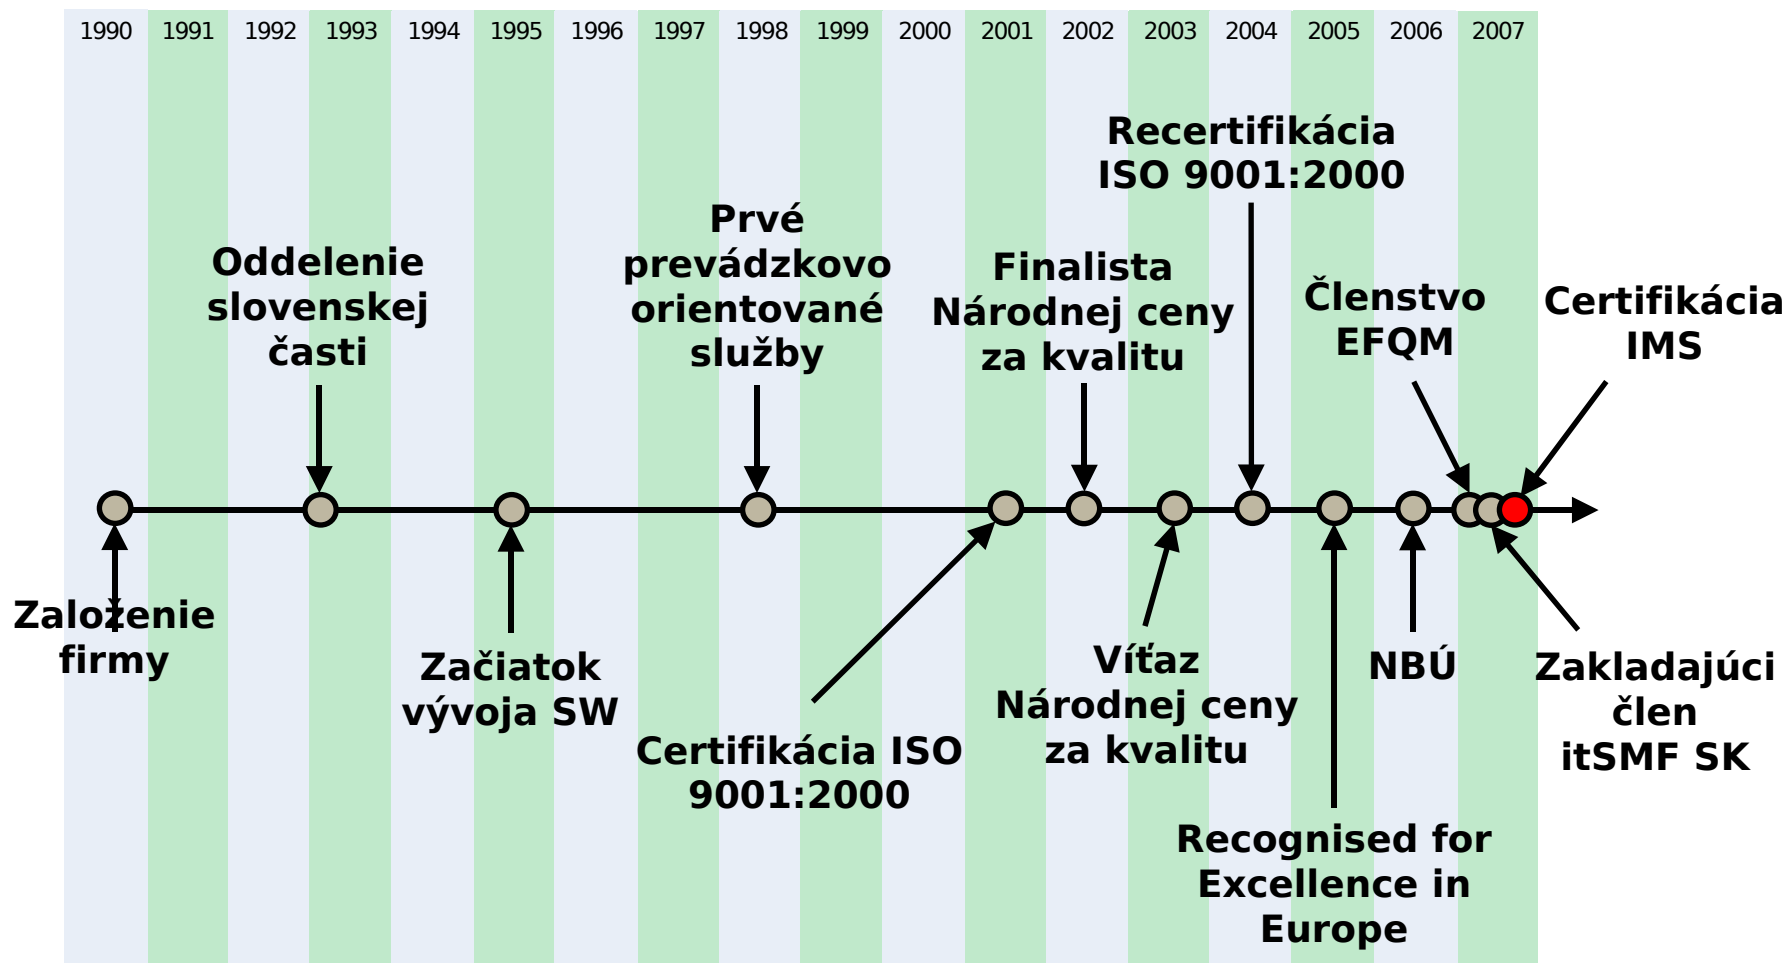 1990 1991 1992 1993 1994 1995 1996 1997 1998 1999 2000 2001 2002 2003 2004 2005 2006 2007
Recertifikácia
ISO 9001:2000
Prvé
prevádzkovo
orientované
služby
Oddelenie
slovenskej
časti
Finalista
Národnej ceny
za kvalitu
Členstvo
EFQM
Certifikácia
IMS
Založenie
firmy
Začiatok
vývoja SW
Certifikácia ISO
9001:2000
Víťaz
Národnej ceny
za kvalitu
Recognised for
Excellence in
Europe
NBÚ
Zakladajúci
člen
itSMF SK